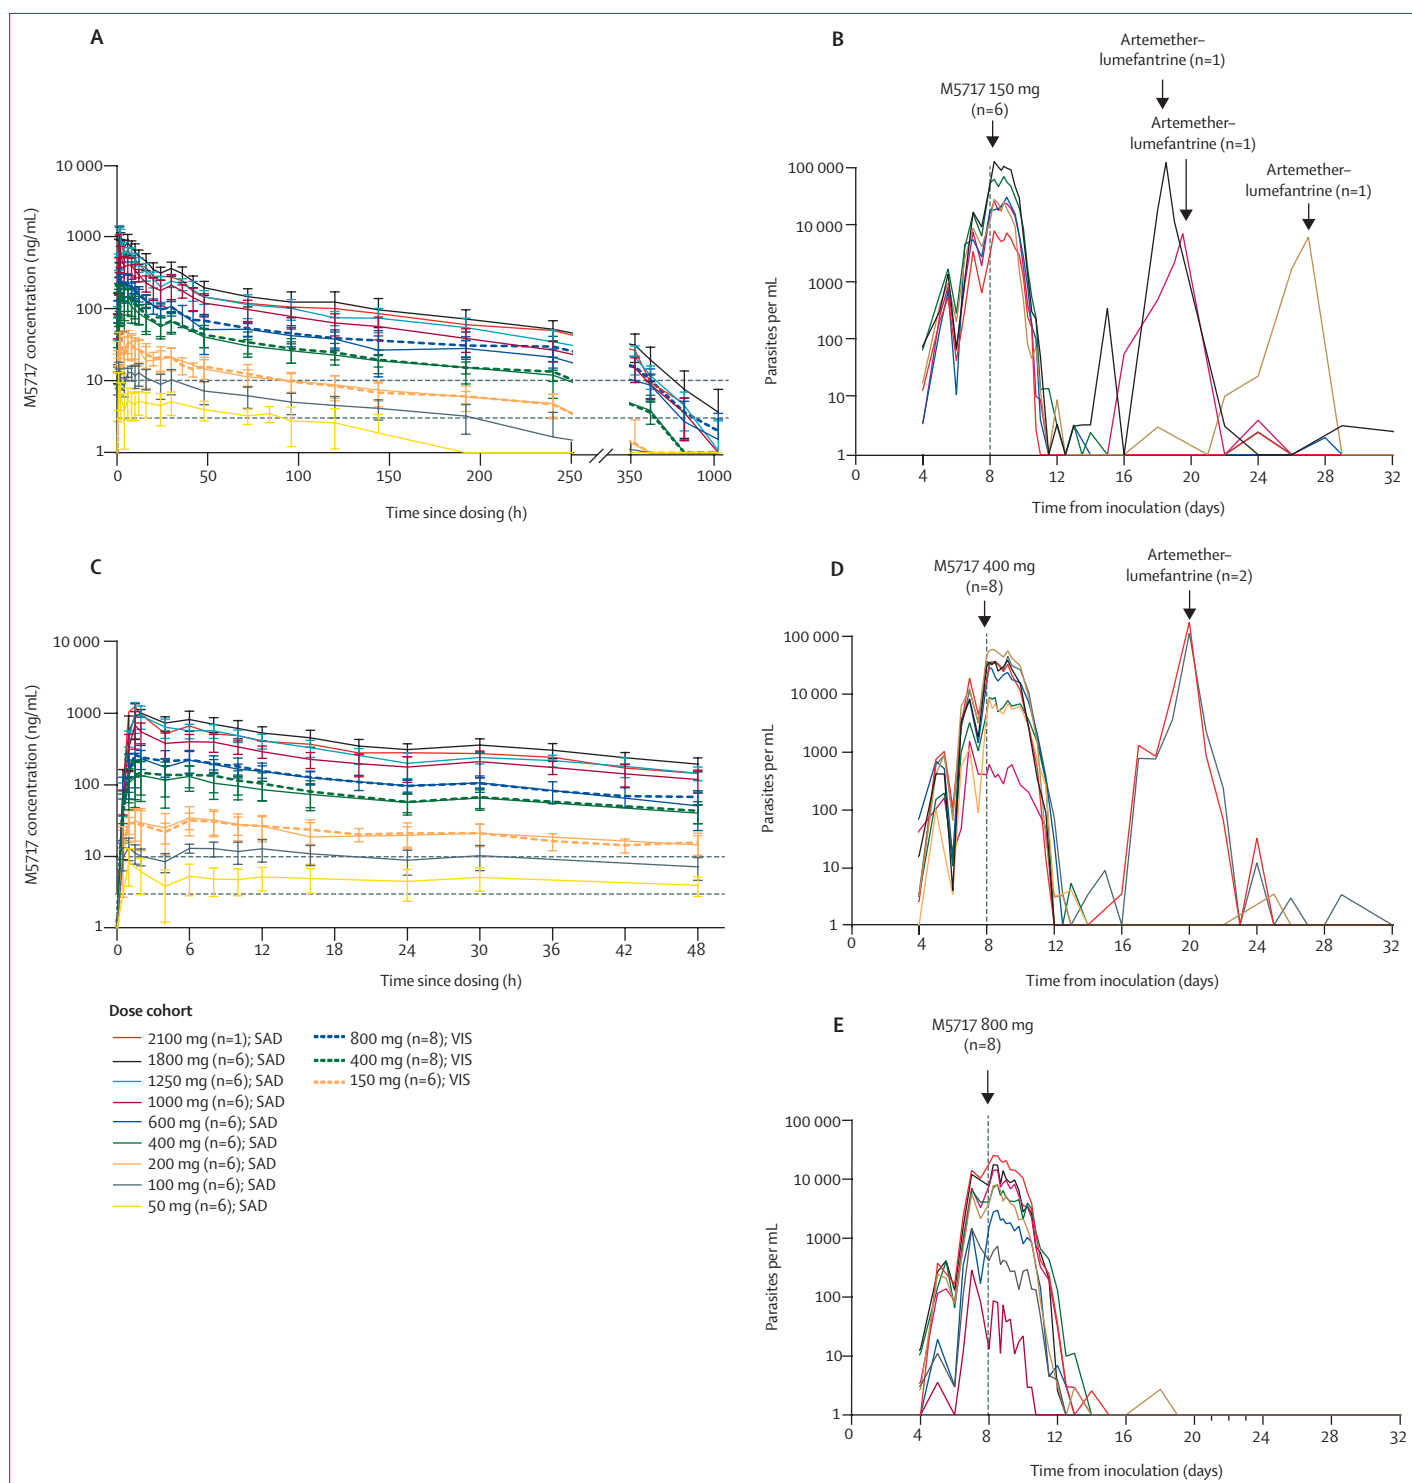 A
M5717 concentration (ng/mL)
10 000
1000
100
10
1
0
50
100
150
200
250
350
1000
Time since dosing (h)
B
Artemether–
lumefantrine (n=1)
M5717 150 mg
(n=6)
Artemether–
lumefantrine (n=1)
Artemether–
lumefantrine (n=1)
Parasites per mL
100 000
10 000
1000
100
10
1
0
4
8
12
16
20
24
28
32
Time from inoculation (days)
C
M5717 concentration (ng/mL)
10 000
1000
100
10
1
0
6
12
18
24
30
36
42
48
Time since dosing (h)
D
M5717 400 mg
(n=8)
Artemether–
lumefantrine (n=2)
Parasites per mL
100 000
10 000
1000
100
10
1
0
4
8
12
16
20
24
28
32
Time from inoculation (days)
Dose cohort
2100 mg (n=1); SAD
1800 mg (n=6); SAD
1250 mg (n=6); SAD
1000 mg (n=6); SAD
600 mg (n=6); SAD
400 mg (n=6); SAD
200 mg (n=6); SAD
100 mg (n=6); SAD
50 mg (n=6); SAD
800 mg (n=8); VIS
400 mg (n=8); VIS
150 mg (n=6); VIS
E
M5717 800 mg
(n=8)
Parasites per mL
100 000
10 000
1000
100
10
1
0
4
8
12
16
20
24
28
32
Time from inoculation (days)